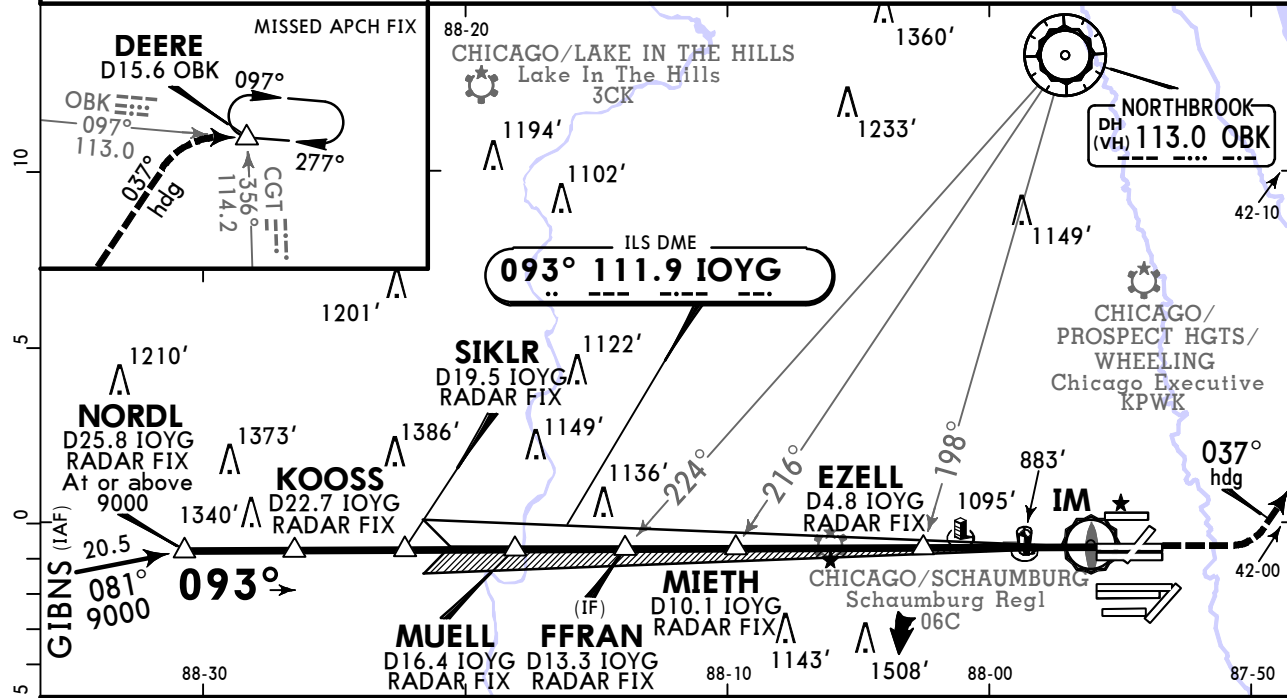 MISSED APCH FIX
DEERE
D15.6 OBK
097°
OBK
097°
113.0
277°
037°
hdg
CGT
356°
114.2
88-20
CHICAGO/LAKE IN THE HILLS
Lake In The Hills
3CK
1360'
1194'
1233'
1102'
NORTHBROOK
DH
(VH)
113.0 OBK
42-10
1149'
ILS DME
093° 111.9 IOYG
1201'
CHICAGO/
PROSPECT HGTS/
WHEELING
Chicago Executive
KPWK
10
5
0
5
1210'
NORDL
D25.8 IOYG
RADAR FIX
At or above
9000
1373'
1340'
KOOSS
D22.7 IOYG
RADAR FIX
1386'
SIKLR
D19.5 IOYG
RADAR FIX
1122'
1149'
1136'
224°
216°
198°
EZELL
D4.8 IOYG
RADAR FIX
1095'
883'
IM
037°
hdg
42-00
GIBNS (IAF)
20.5
081°
9000
093°
MUELL
D16.4 IOYG
RADAR FIX
(IF)
FFRAN
D13.3 IOYG
RADAR FIX
MIETH
D10.1 IOYG
RADAR FIX
1143'
CHICAGO/SCHAUMBURG
Schaumburg Regl
06C
1508'
88-30
88-10
88-00
87-50